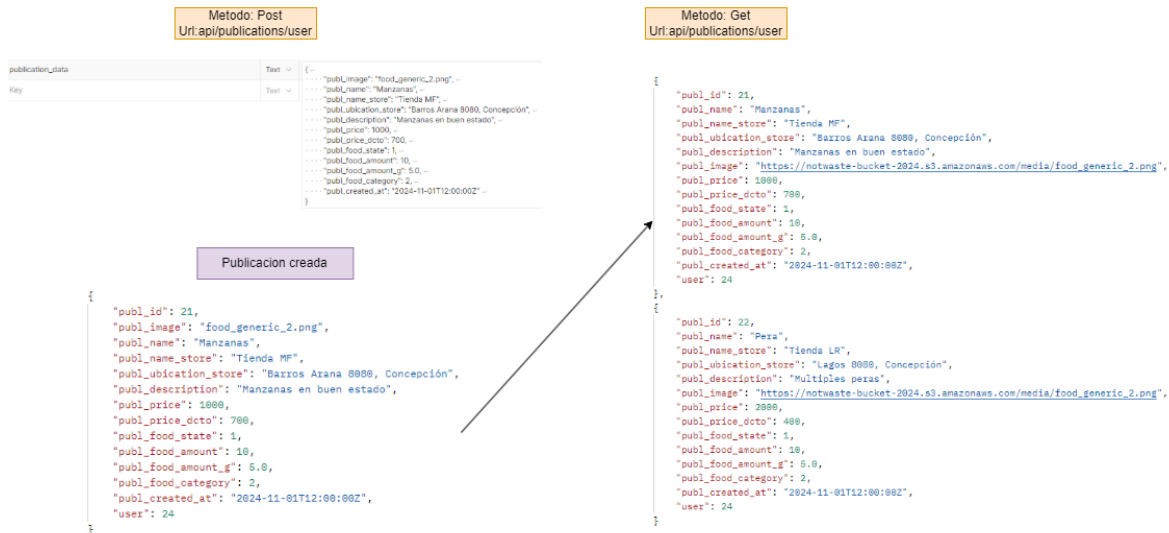 Metodo: Post
Url:api/publications/user
publication_data Text
Key Text
{
"publ_image": "food_generic_2.png",
"publ_name": "Manzanas",
"publ_name_store": "Tienda MF",
"publ_ubication_store": "Barros Arana 8080, Concepción",
"publ_description": "Manzanas en buen estado",
"publ_price": 1000,
"publ_price_dcto": 700,
"publ_food_state": 1,
"publ_food_amount": 10,
"publ_food_amount_g": 5.0,
"publ_food_category": 2,
"publ_created_at": "2024-11-01T12:00:00Z"
}
Publicacion creada
{
"publ_id": 21,
"publ_image": "food_generic_2.png",
"publ_name": "Manzanas",
"publ_name_store": "Tienda MF",
"publ_ubication_store": "Barros Arana 8080, Concepción",
"publ_description": "Manzanas en buen estado",
"publ_price": 1000,
"publ_price_dcto": 700,
"publ_food_state": 1,
"publ_food_amount": 10,
"publ_food_amount_g": 5.0,
"publ_food_category": 2,
"publ_created_at": "2024-11-01T12:00:00Z",
"user": 24
}
Metodo: Get
Url:api/publications/user
{
"publ_id": 21,
"publ_name": "Manzanas",
"publ_name_store": "Tienda MF",
"publ_ubication_store": "Barros Arana 8080, Concepción",
"publ_description": "Manzanas en buen estado",
"publ_image": "https://notwaste-bucket-2024.s3.amazonaws.com/media/food_generic_2.png",
"publ_price": 1000,
"publ_price_dcto": 700,
"publ_food_state": 1,
"publ_food_amount": 10,
"publ_food_amount_g": 5.0,
"publ_food_category": 2,
"publ_created_at": "2024-11-01T12:00:00Z",
"user": 24
},
{
"publ_id": 22,
"publ_name": "Pera",
"publ_name_store": "Tienda LR",
"publ_ubication_store": "Lagos 8080, Concepción",
"publ_description": "Multiples peras",
"publ_image": "https://notwaste-bucket-2024.s3.amazonaws.com/media/food_generic_2.png",
"publ_price": 2000,
"publ_price_dcto": 400,
"publ_food_state": 1,
"publ_food_amount": 10,
"publ_food_amount_g": 5.0,
"publ_food_category": 2,
"publ_created_at": "2024-11-01T12:00:00Z",
"user": 24
}